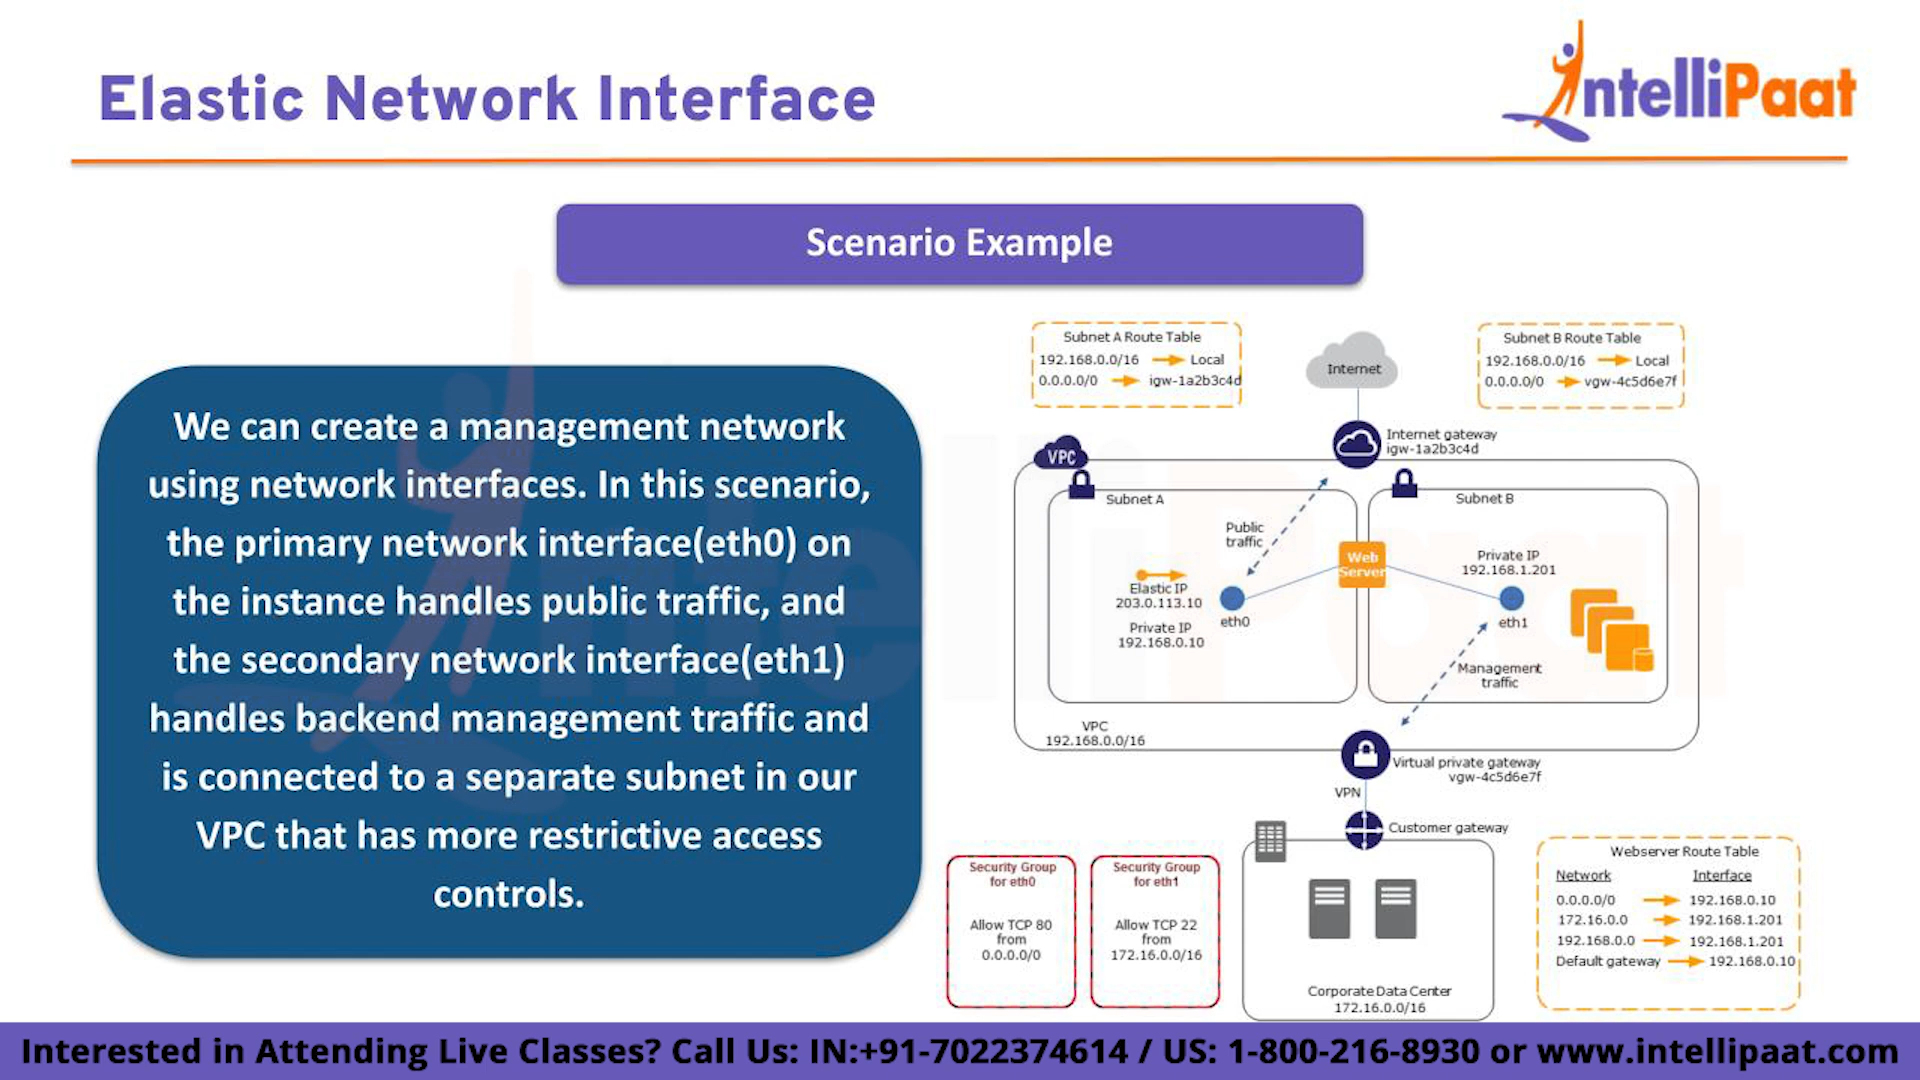 Elastic Network Interface
IntelliPaat
Scenario Example
We can create a management network
using network interfaces. In this scenario,
the primary network interface(eth0) on
the instance handles public traffic, and
the secondary network interface(eth1)
handles backend management traffic and
is connected to a separate subnet in our
VPC that has more restrictive access
controls.
Subnet A Route Table
192.168.0.0/16 Local
0.0.0.0/0 igw-1a2b3c4d
Internet
Subnet B Route Table
192.168.0.0/16 Local
0.0.0.0/0 vgw-4c5d6e7f
Internet gateway
igw-1a2b3c4d
VPC
Subnet A
Subnet B
Public
traffic
Web
Server
Private IP
192.168.1.201
Elastic IP
203.0.113.10
eth0
eth1
Private IP
192.168.0.10
Management
traffic
VPC
192.168.0.0/16
Virtual private gateway
vgw-4c5d6e7f
VPN
Customer gateway
Security Group
for eth0
Allow TCP 80
from
0.0.0.0/0
Security Group
for eth1
Allow TCP 22
from
172.16.0.0/16
Corporate Data Center
172.16.0.0/16
Webserver Route Table
Network Interface
0.0.0.0/0 192.168.0.10
172.16.0.0 192.168.1.201
192.168.0.0 192.168.1.201
Default gateway 192.168.0.10
Interested in Attending Live Classes? Call Us: IN:+91-7022374614 / US: 1-800-216-8930 or www.intellipaat.com